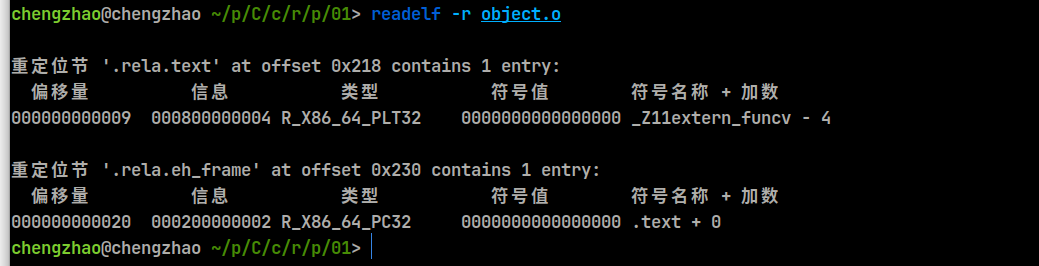 chengzhao@chengzhao ~/p/C/c/r/p/01> readelf -r object.o
重定位节 '.rela.text' at offset 0x218 contains 1 entry:
偏移量 信息 类型 符号值 符号名称 + 加数
000000000009 000800000004 R_X86_64_PLT32 0000000000000000 _Z11extern_funcv - 4
重定位节 '.rela.eh_frame' at offset 0x230 contains 1 entry:
偏移量 信息 类型 符号值 符号名称 + 加数
000000000020 000200000002 R_X86_64_PC32 0000000000000000 .text + 0
chengzhao@chengzhao ~/p/C/c/r/p/01>